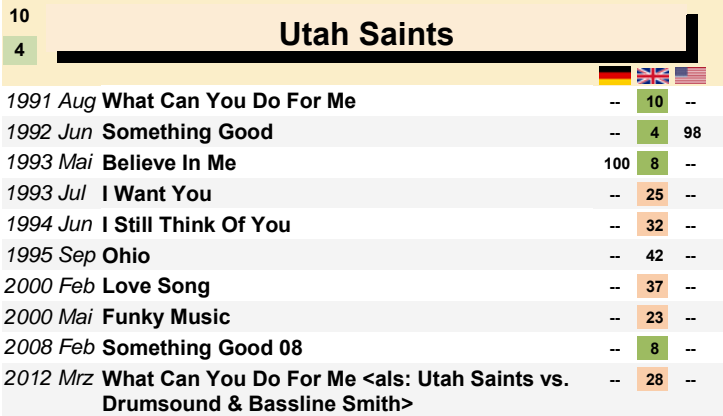 10
Utah Saints
4
1991 Aug What Can You Do For Me -- 10 --
1992 Jun Something Good -- 4 98
1993 Mai Believe In Me 100 8 --
1993 Jul I Want You -- 25 --
1994 Jun I Still Think Of You -- 32 --
1995 Sep Ohio -- 42 --
2000 Feb Love Song -- 37 --
2000 Mai Funky Music -- 23 --
2008 Feb Something Good 08 -- 8 --
2012 Mrz What Can You Do For Me <als: Utah Saints vs. -- 28 --
Drumsound & Bassline Smith>